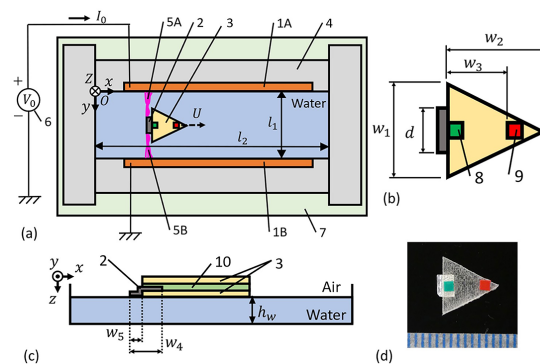 I0 5A 2 3 1A 4
Z x
O
y
Water
w2
w3
+
V0
−
6
U
l1
l2
w1
d
8 9
(b)
5B 1B 7
(a)
y x
z
2 10 3
Air
hw
Water
w5
w4
(c)
(d)